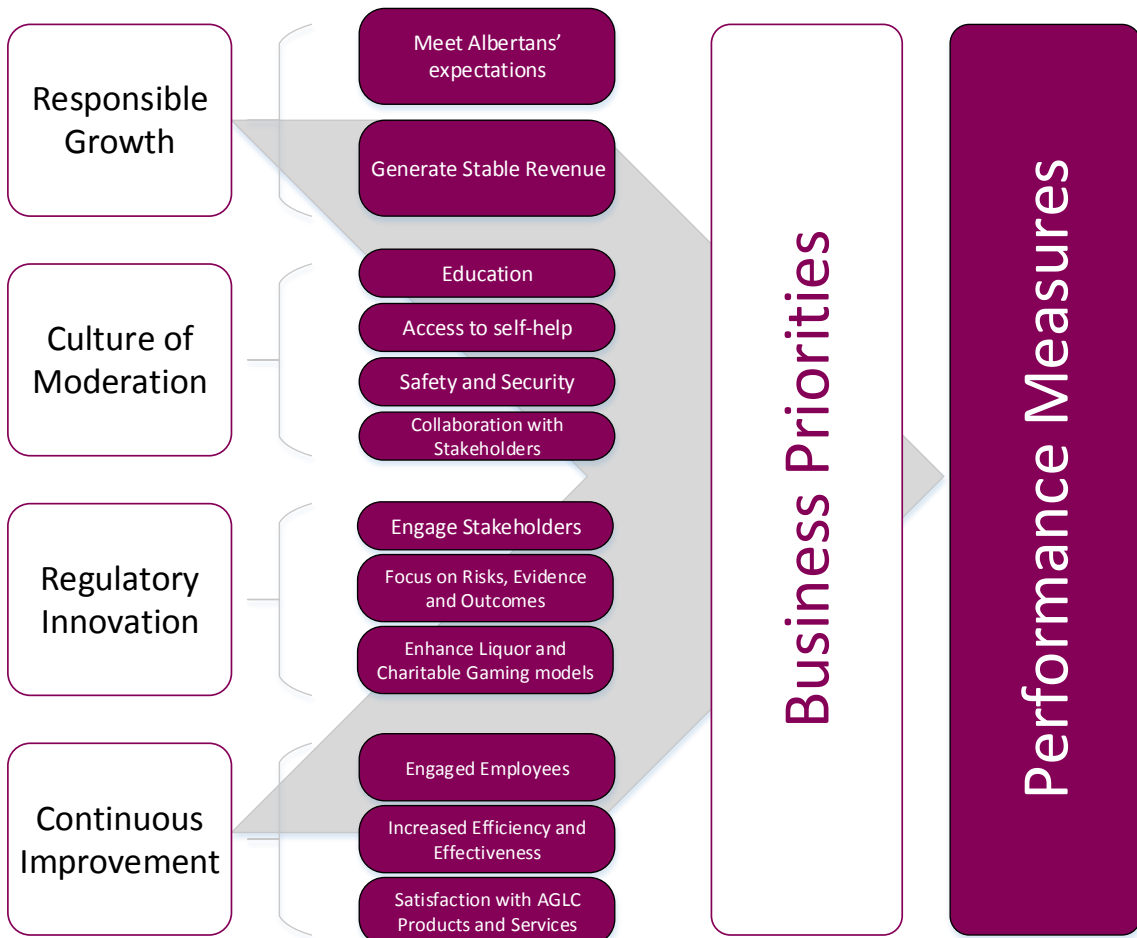 Responsible
Growth
Meet Albertans'
expectations
Generate Stable Revenue
Culture of
Moderation
Education
Access to self-help
Safety and Security
Collaboration with
Stakeholders
Regulatory
Innovation
Engage Stakeholders
Focus on Risks, Evidence
and Outcomes
Enhance Liquor and
Charitable Gaming models
Continuous
Improvement
Engaged Employees
Increased Efficiency and
Effectiveness
Satisfaction with AGLC
Products and Services
Business Priorities
Performance Measures